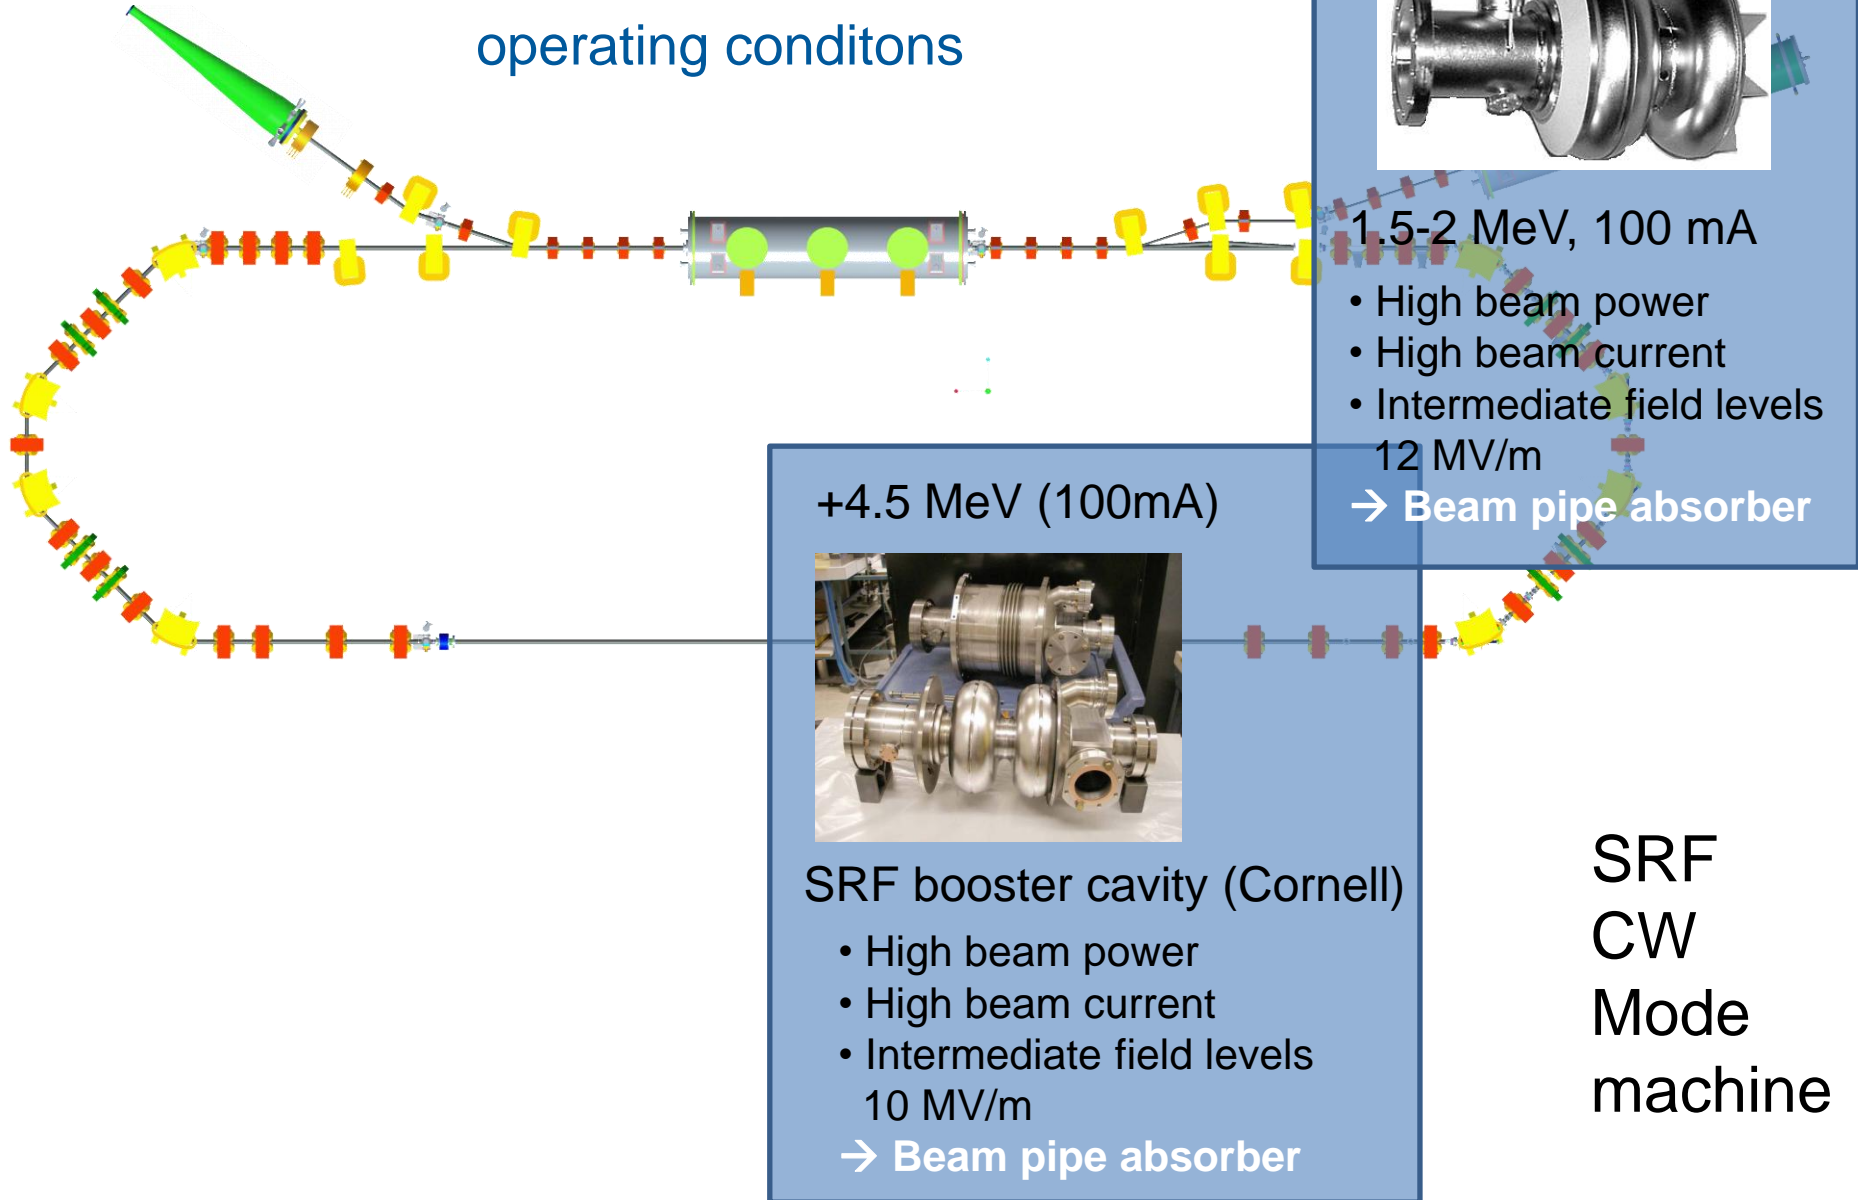 operating conditons
1.5-2 MeV, 100 mA
• High beam power
• High beam current
• Intermediate field levels
12 MV/m
→ Beam pipe absorber
+4.5 MeV (100mA)
SRF booster cavity (Cornell)
• High beam power
• High beam current
• Intermediate field levels
10 MV/m
→ Beam pipe absorber
SRF
CW
Mode
machine